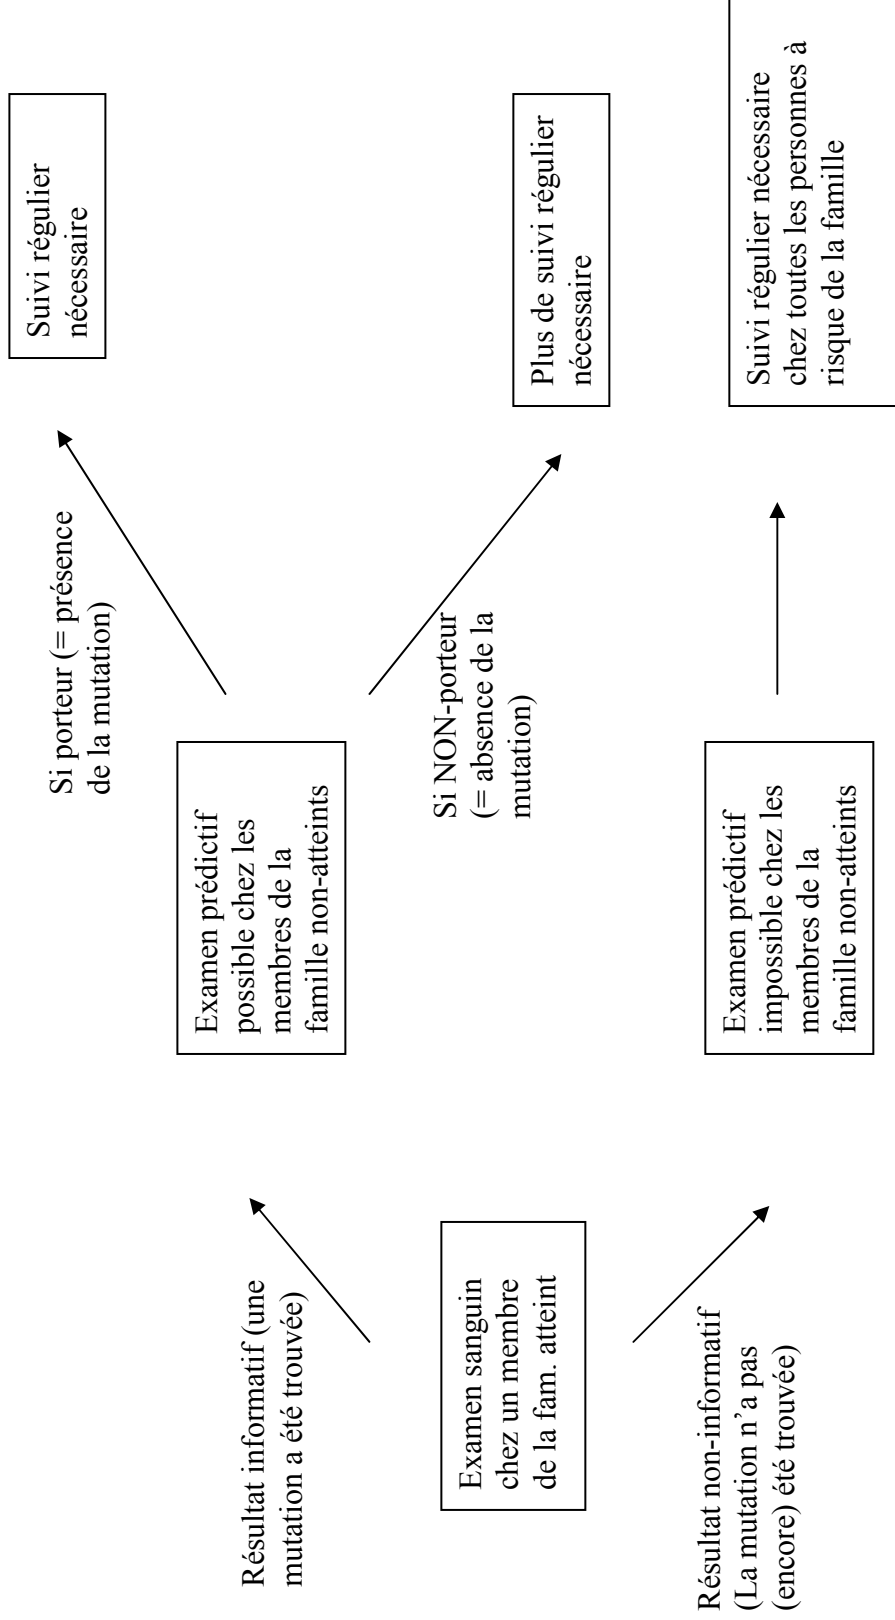 Résultat informatif (une
mutation a été trouvée)
Examen sanguin
chez un membre
de la fam. atteint
Résultat non-informatif
(La mutation n’a pas
(encore) été trouvée)
Examen prédictif
possible chez les
membres de la
famille non-atteints
Examen prédictif
impossible chez les
membres de la
famille non-atteints
Si porteur (= présence
de la mutation)
Si NON-porteur
(= absence de la
mutation)
Suivi régulier
nécessaire
Plus de suivi régulier
nécessaire
Suivi régulier nécessaire
chez toutes les personnes à
risque de la famille